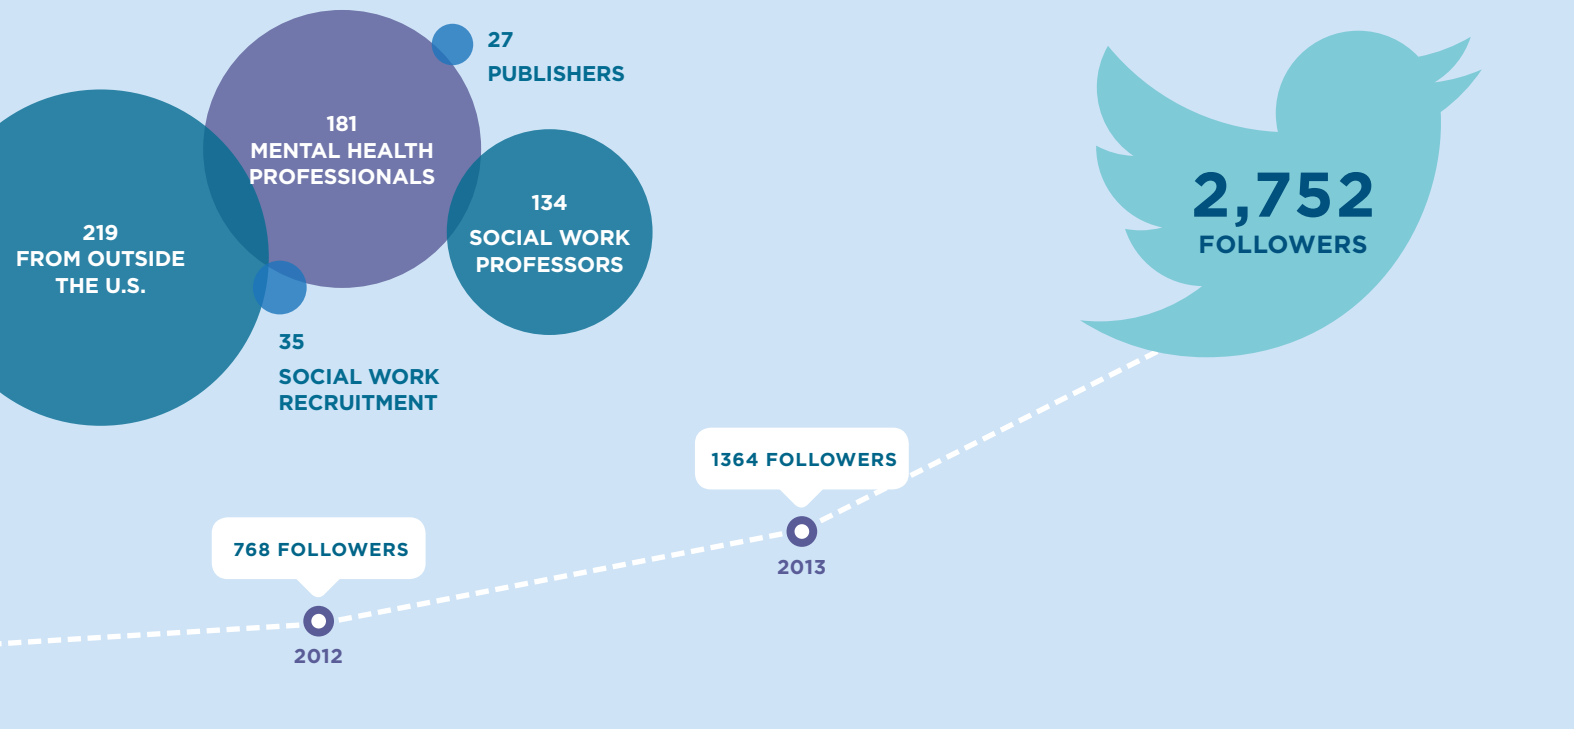 27
PUBLISHERS
181
MENTAL HEALTH
PROFESSIONALS
134
SOCIAL WORK
PROFESSORS
219
FROM OUTSIDE
THE U.S.
35
SOCIAL WORK
RECRUITMENT
2,752
FOLLOWERS
1364 FOLLOWERS
2013
768 FOLLOWERS
2012